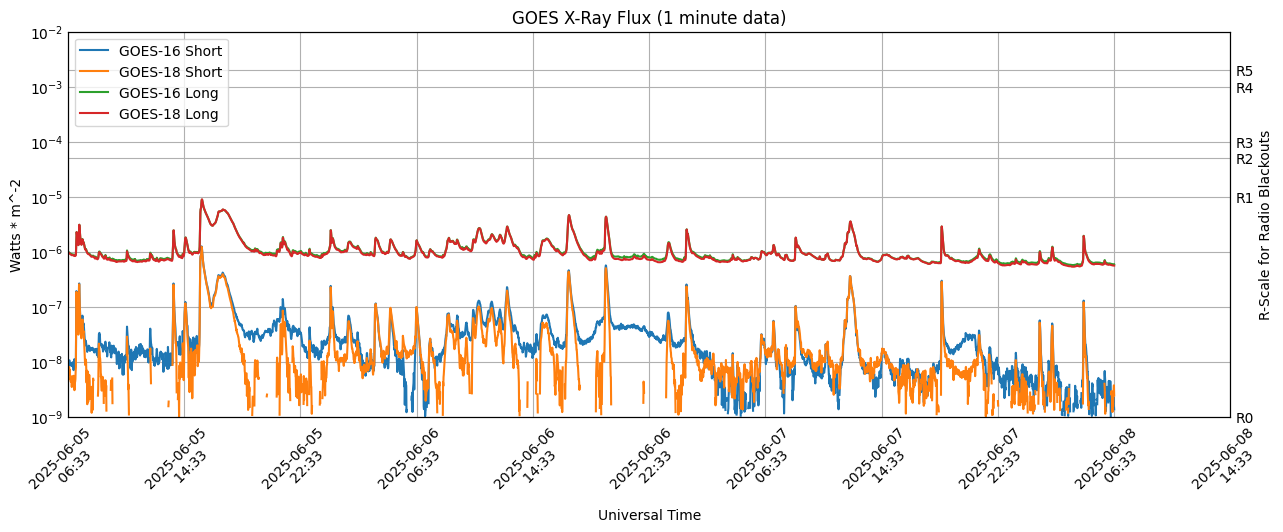 GOES X-Ray Flux (1 minute data)
GOES-16 Short
GOES-18 Short
GOES-16 Long
GOES-18 Long
10^-2
10^-3
10^-4
10^-5
10^-6
10^-7
10^-8
10^-9
Watts * m^-2
R5
R4
R3
R2
R1
R0
R-Scale for Radio Blackouts
2025-06-05
06:33
2025-06-05
14:33
2025-06-05
22:33
2025-06-06
06:33
2025-06-06
14:33
2025-06-06
22:33
2025-06-07
06:33
2025-06-07
14:33
2025-06-07
22:33
2025-06-08
06:33
2025-06-08
14:33
Universal Time